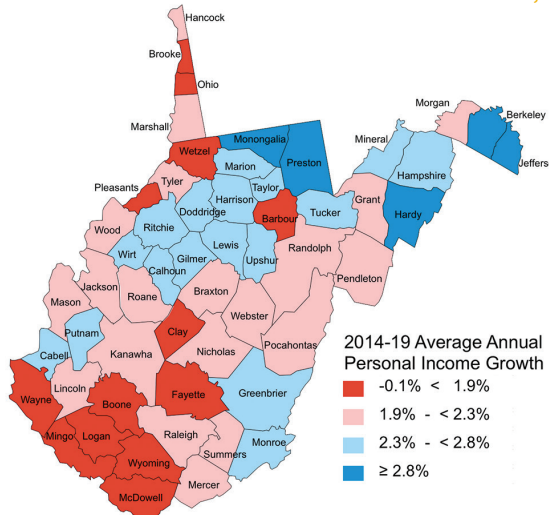 Hancock
Brooke
Ohio
Marshall
Wetzel
Monongalia
Preston
Morgan
Berkeley
Jeffers
Mineral
Hampshire
Marion
Taylor
Tyler
Pleasants
Harrison
Doddridge
Barbour
Tucker
Grant
Hardy
Ritchie
Wood
Wirt
Lewis
Gilmer
Upshur
Randolph
Calhoun
Pendleton
Jackson
Roane
Braxton
Mason
Webster
Putnam
Clay
Pocahontas
Cabell
Kanawha
Nicholas
Lincoln
Wayne
Boone
Fayette
Greenbrier
Mingo
Logan
Raleigh
Monroe
Summers
Wyoming
Mercer
McDowell
2014-19 Average Annual
Personal Income Growth
-0.1% < 1.9%
1.9% - < 2.3%
2.3% - < 2.8%
≥ 2.8%